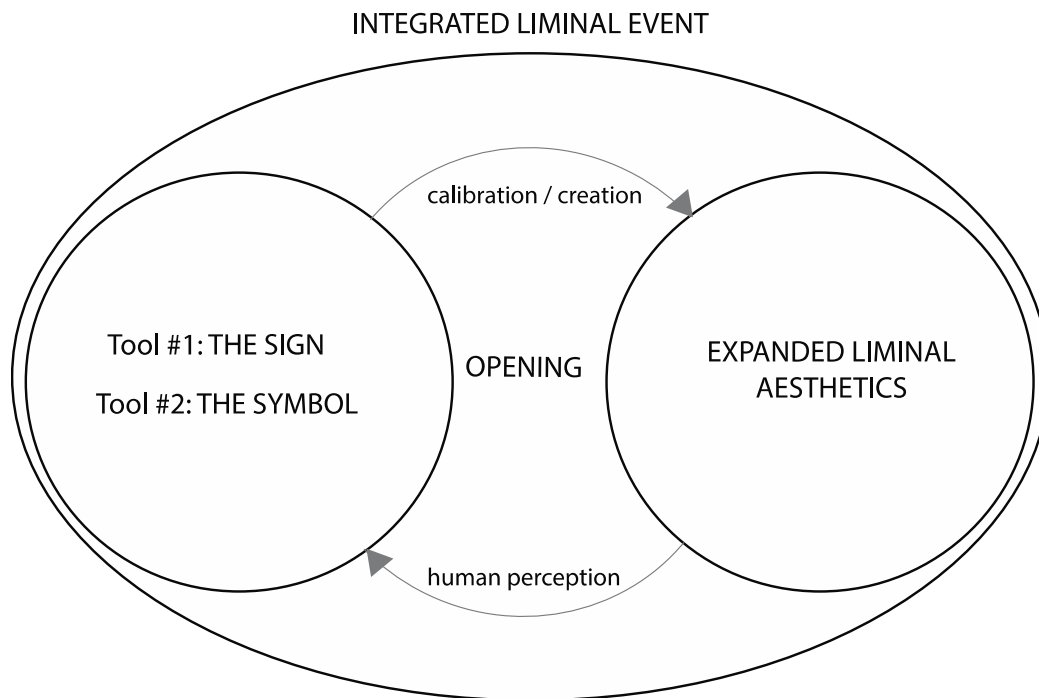 INTEGRATED LIMINAL EVENT
calibration / creation
Tool #1: THE SIGN
Tool #2: THE SYMBOL
OPENING
EXPANDED LIMINAL
AESTHETICS
human perception